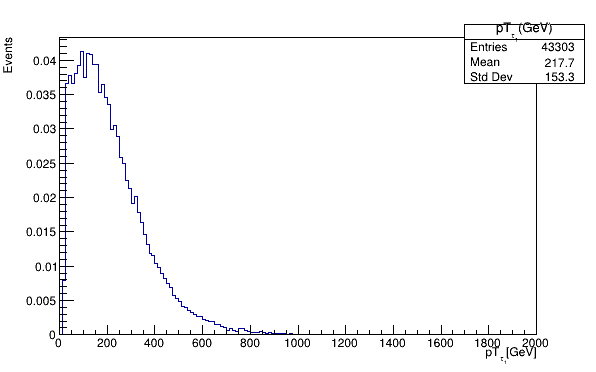 pTτ1(GeV)
Entries 43303
Mean 217.7
Std Dev 153.3
Events
0.04
0.035
0.03
0.025
0.02
0.015
0.01
0.005
0
0 200 400 600 800 1000 1200 1400 1600 1800 2000
pTτ1[GeV]